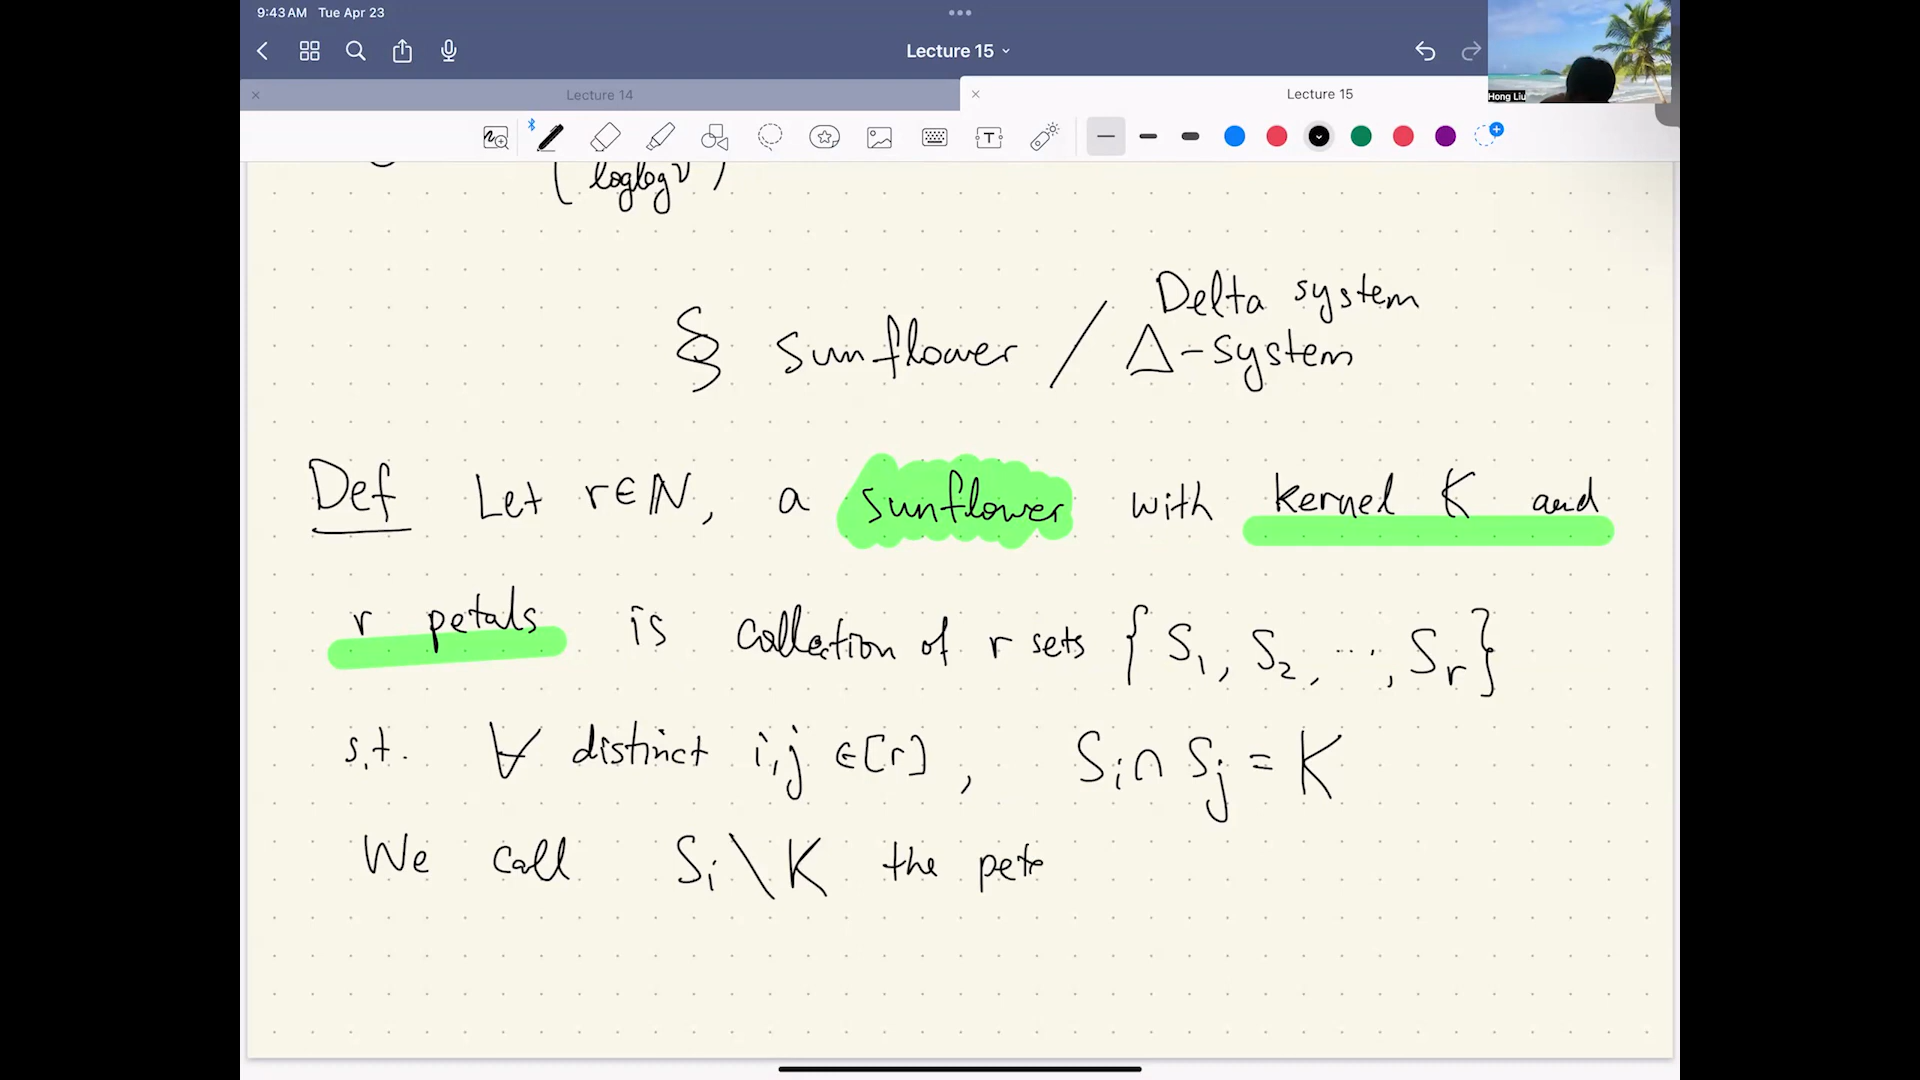 9:43 AM Tue Apr 23
Lecture 15
Lecture 14
Lecture 15
Hong Liu
( loglog )
§ sunflower / Δ-system
Delta system
Def Let r∈ℕ, a sunflower with kernel K and
r petals is collection of r sets { S₁, S₂, ..., Sᵣ}
s.t. ∀ distinct i,j ∈[r], Sᵢ∩ Sⱼ = K
We call Sᵢ \ K the peta